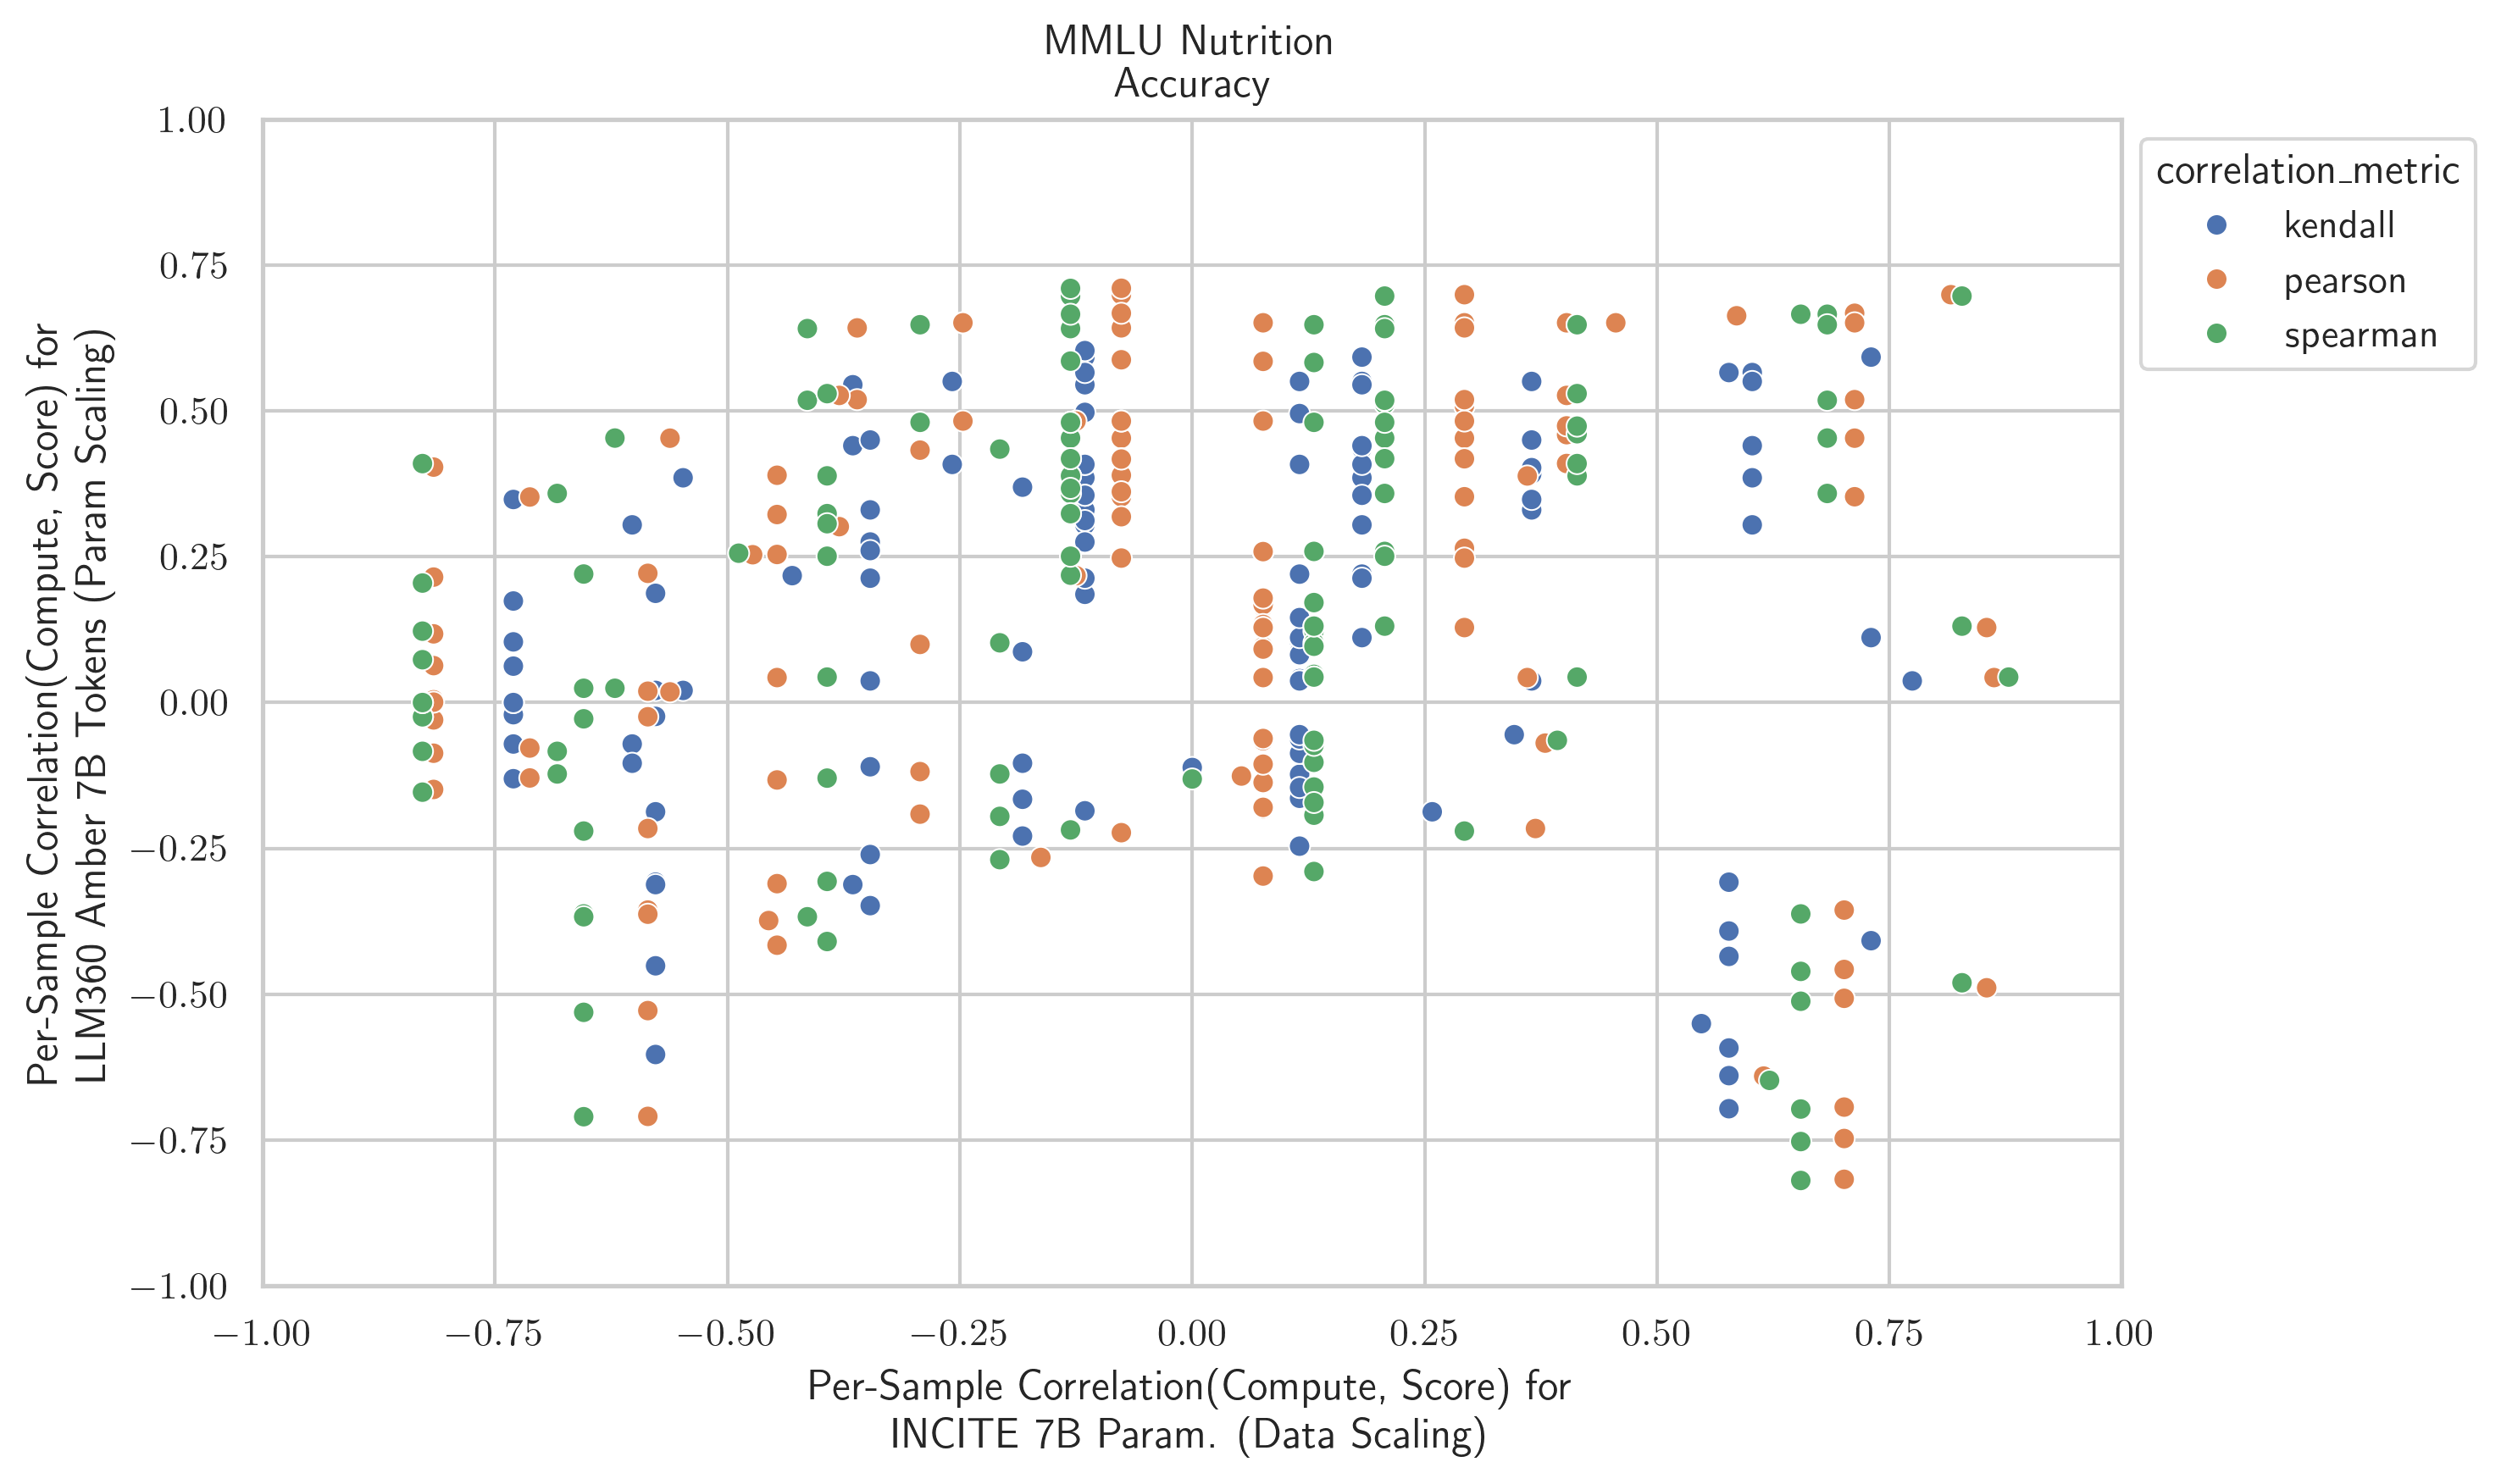 MMLU Nutrition
Accuracy
Per-Sample Correlation(Compute, Score) for
LLM360 Amber 7B Tokens (Param Scaling)
1.00
0.75
0.50
0.25
0.00
−0.25
−0.50
−0.75
−1.00
−1.00 −0.75 −0.50 −0.25 0.00 0.25 0.50 0.75 1.00
Per-Sample Correlation(Compute, Score) for
INCITE 7B Param. (Data Scaling)
correlation_metric
kendall
pearson
spearman